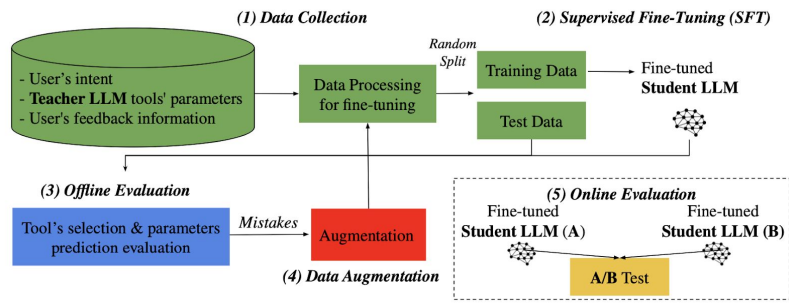 (1) Data Collection
(2) Supervised Fine-Tuning (SFT)
- User's intent
- Teacher LLM tools' parameters
- User's feedback information
Data Processing
for fine-tuning
Random
Split
Training Data
Test Data
Fine-tuned
Student LLM
(3) Offline Evaluation
Tool's selection & parameters
prediction evaluation
Mistakes
Augmentation
(4) Data Augmentation
(5) Online Evaluation
Fine-tuned
Student LLM (A)
Fine-tuned
Student LLM (B)
A/B Test